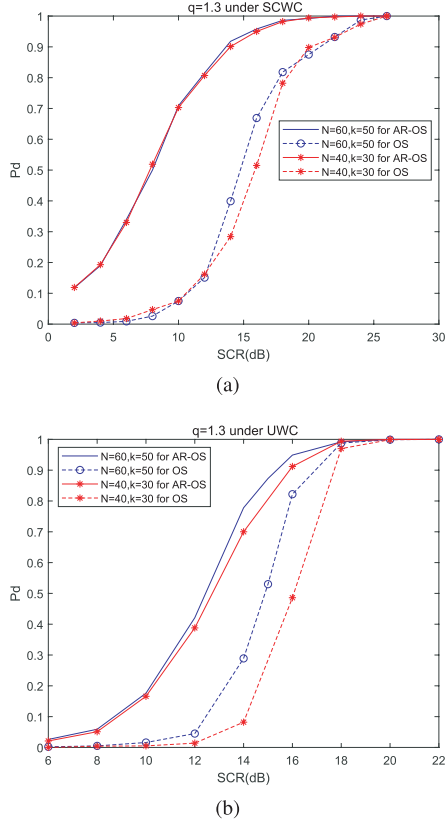 q=1.3 under SCWC
1
0.9
0.8
0.7
0.6
0.5
0.4
0.3
0.2
0.1
0
Pd
N=60,k=50 for AR-OS
N=60,k=50 for OS
N=40,k=30 for AR-OS
N=40,k=30 for OS
0 5 10 15 20 25 30
SCR(dB)
(a)
q=1.3 under UWC
1
0.9
0.8
0.7
0.6
0.5
0.4
0.3
0.2
0.1
0
Pd
N=60,k=50 for AR-OS
N=60,k=50 for OS
N=40,k=30 for AR-OS
N=40,k=30 for OS
6 8 10 12 14 16 18 20 22
SCR(dB)
(b)